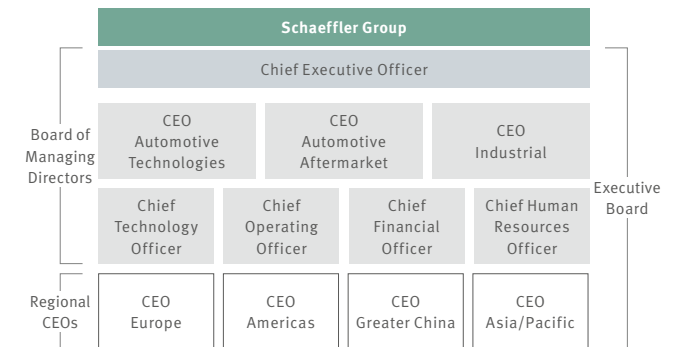 Schaeffler Group
Chief Executive Officer
Board of
Managing
Directors
CEO
Automotive
Technologies
CEO
Automotive
Aftermarket
CEO
Industrial
Chief
Technology
Officer
Chief
Operating
Officer
Chief
Financial
Officer
Chief Human
Resources
Officer
Executive
Board
Regional
CEOs
CEO
Europe
CEO
Americas
CEO
Greater China
CEO
Asia/Pacific